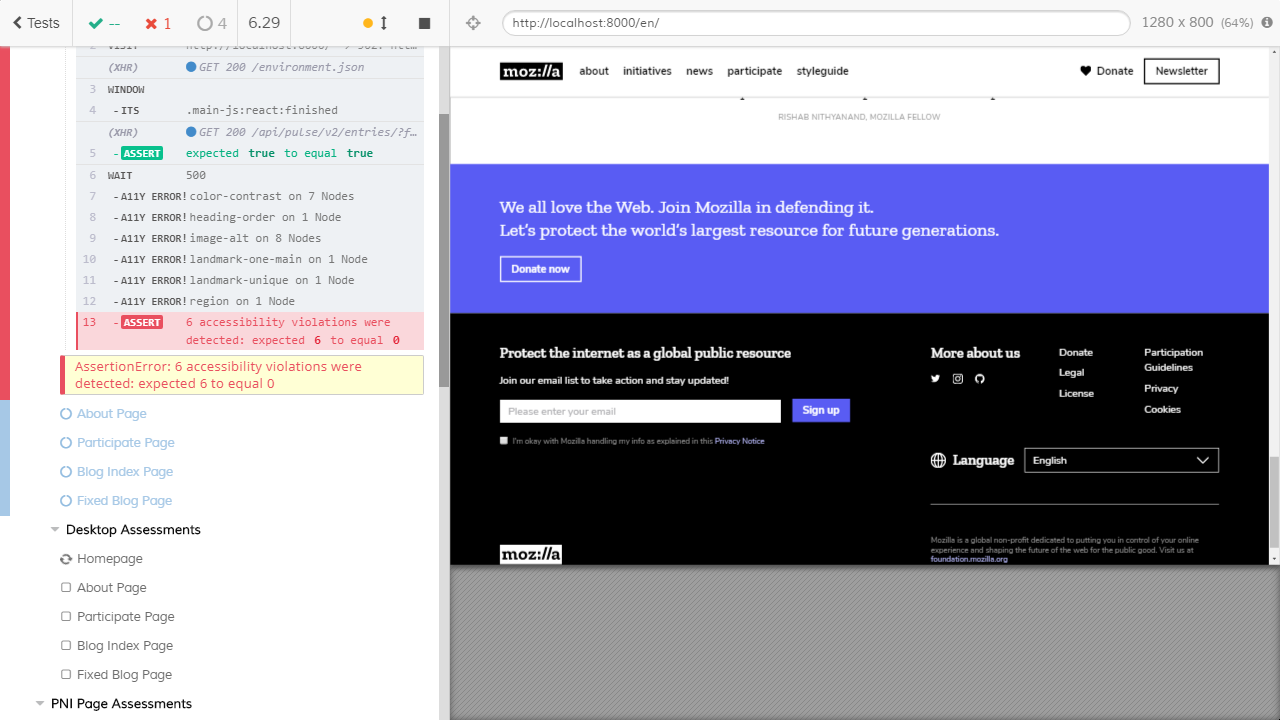 Tests
--
1
4
6.29
http://localhost:8000/en/
1280 x 800 (64%)
(XHR) GET 200 /environment.json
3 WINDOW
4 -ITS .main-js:react:finished
(XHR) GET 200 /api/pulse/v2/entries/?f…
5 -ASSERT expected true to equal true
6 WAIT 500
7 -A11Y ERROR! color-contrast on 7 Nodes
8 -A11Y ERROR! heading-order on 1 Node
9 -A11Y ERROR! image-alt on 8 Nodes
10 -A11Y ERROR! landmark-one-main on 1 Node
11 -A11Y ERROR! landmark-unique on 1 Node
12 -A11Y ERROR! region on 1 Node
13 -ASSERT 6 accessibility violations were
detected: expected 6 to equal 0
AssertionError: 6 accessibility violations were
detected: expected 6 to equal 0
About Page
Participate Page
Blog Index Page
Fixed Blog Page
Desktop Assessments
Homepage
About Page
Participate Page
Blog Index Page
Fixed Blog Page
PNI Page Assessments
moz://a
about
initiatives
news
participate
styleguide
Donate
Newsletter
RISHAB NITHYANAND, MOZILLA FELLOW
We all love the Web. Join Mozilla in defending it.
Let's protect the world's largest resource for future generations.
Donate now
Protect the internet as a global public resource
Join our email list to take action and stay updated!
Please enter your email
Sign up
I'm okay with Mozilla handling my info as explained in this Privacy Notice
More about us
Donate
Legal
License
Participation
Guidelines
Privacy
Cookies
Language
English
moz://a
Mozilla is a global non-profit dedicated to putting you in control of your online
experience and shaping the future of the web for the public good. Visit us at
foundation.mozilla.org